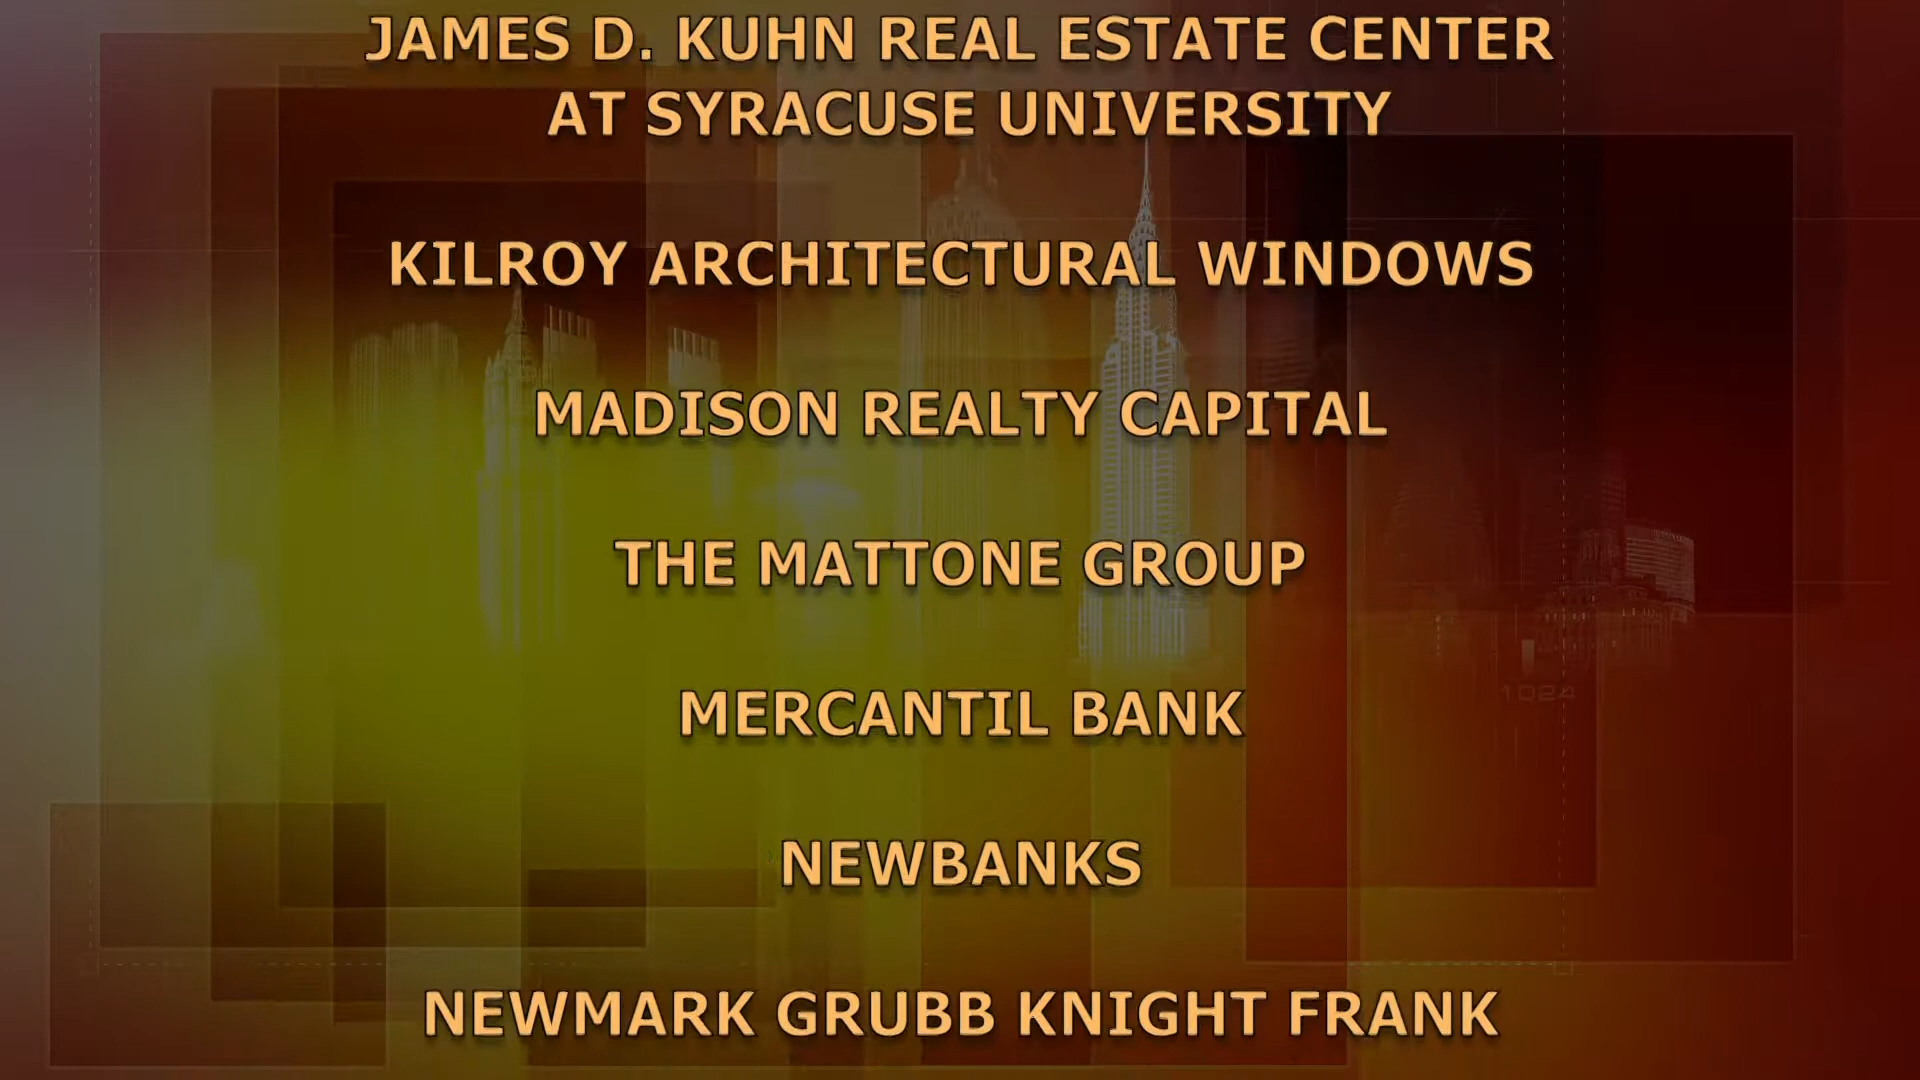 JAMES D. KUHN REAL ESTATE CENTER
AT SYRACUSE UNIVERSITY
KILROY ARCHITECTURAL WINDOWS
MADISON REALTY CAPITAL
THE MATTONE GROUP
MERCANTIL BANK
NEWBANKS
1024
NEWMARK GRUBB KNIGHT FRANK